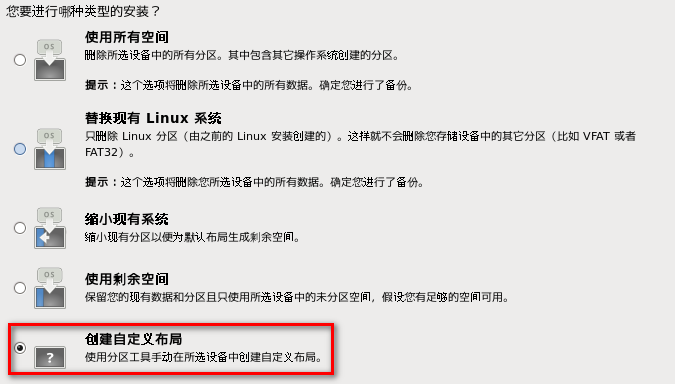 您要进行哪种类型的安装？
OS
使用所有空间
删除所选设备中的所有分区。其中包含其它操作系统创建的分区。
提示：这个选项将删除所选设备中的所有数据。确定您进行了备份。
OS
替换现有 Linux 系统
只删除 Linux 分区（由之前的 Linux 安装创建的）。这样就不会删除您存储设备中的其它分区（比如 VFAT 或者
FAT32）。
提示：这个选项将删除您所选设备中的所有数据。确定您进行了备份。
OS
缩小现有系统
缩小现有分区以便为默认布局生成剩余空间。
OS
使用剩余空间
保留您的现有数据和分区且只使用所选设备中的未分区空间，假设您有足够的空间可用。
?
创建自定义布局
使用分区工具手动在所选设备中创建自定义布局。